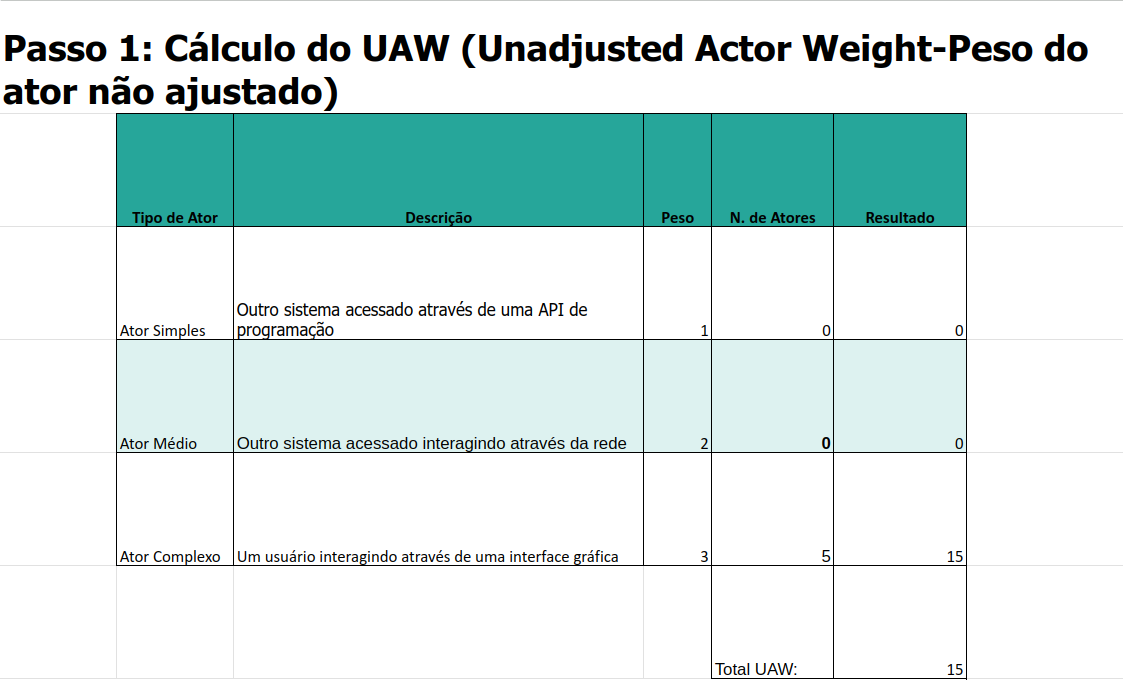 Passo 1: Cálculo do UAW (Unadjusted Actor Weight-Peso do
ator não ajustado)
Tipo de Ator Descrição Peso N. de Atores Resultado
Outro sistema acessado através de uma API de
Ator Simples programação 1 0 0
Ator Médio Outro sistema acessado interagindo através da rede 2 0 0
Ator Complexo Um usuário interagindo através de uma interface gráfica 3 5 15
Total UAW: 15